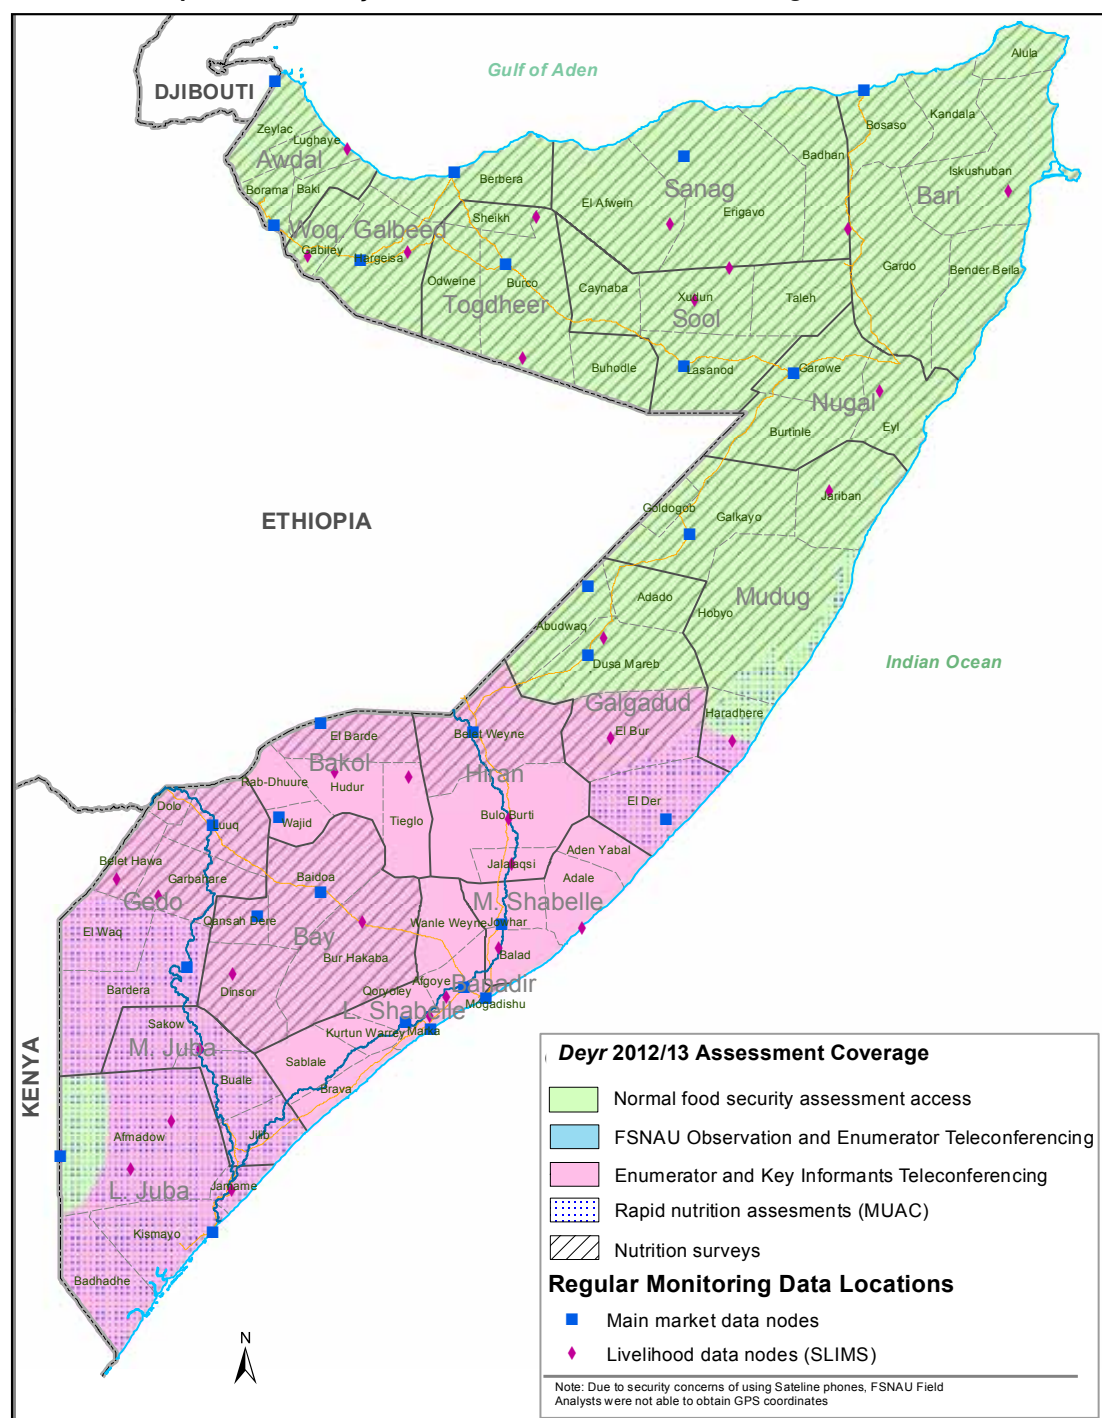 Gulf of Aden
DJIBOUTI
Alula
Kandala
Bosaso
Zeylac
Lughaye
Awdal
Badhan
Iskushuban
Borama
Baki
Berbera
Sanag
Bari
El Afwein
Erigavo
Sheikh
Woq. Galbeed
Gabiley
Hargeisa
Gardo
Bender Beila
Odweine
Burco
Caynaba
Xudun
Taleh
Togdheer
Sool
Buhodle
Lasanod
Garowe
Nugal
Burtinle
Eyl
Jariban
Goldogob
Galkayo
ETHIOPIA
Adado
Mudug
Hobyo
Abudwaq
Dusa Mareb
Indian Ocean
Galgadud
Haradhere
El Barde
Belet Weyne
El Bur
Bakol
Hiran
Rab-Dhuure
Hudur
El Der
Dolo
Luuq
Wajid
Tieglo
Bulo Burti
Aden Yabal
Belet Hawa
Garbahare
Baidoa
Jalalaqsi
Adale
Gedo
M. Shabelle
Qansah Dere
Wanle Weyne
Jowhar
El Waq
Bay
Bur Hakaba
Balad
Bardera
Dinsor
Qoryoley
Afgoye
Banadir
Mogadishu
L. Shabelle
Sakow
Kurtun Warrey
Marka
M. Juba
Sablale
Buale
Brava
KENYA
Afmadow
Jilib
L. Juba
Jamame
Kismayo
Badhadhe
N
Deyr 2012/13 Assessment Coverage
Normal food security assessment access
FSNAU Observation and Enumerator Teleconferencing
Enumerator and Key Informants Teleconferencing
Rapid nutrition assesments (MUAC)
Nutrition surveys
Regular Monitoring Data Locations
Main market data nodes
Livelihood data nodes (SLIMS)
Note: Due to security concerns of using Sateline phones, FSNAU Field
Analysts were not able to obtain GPS coordinates